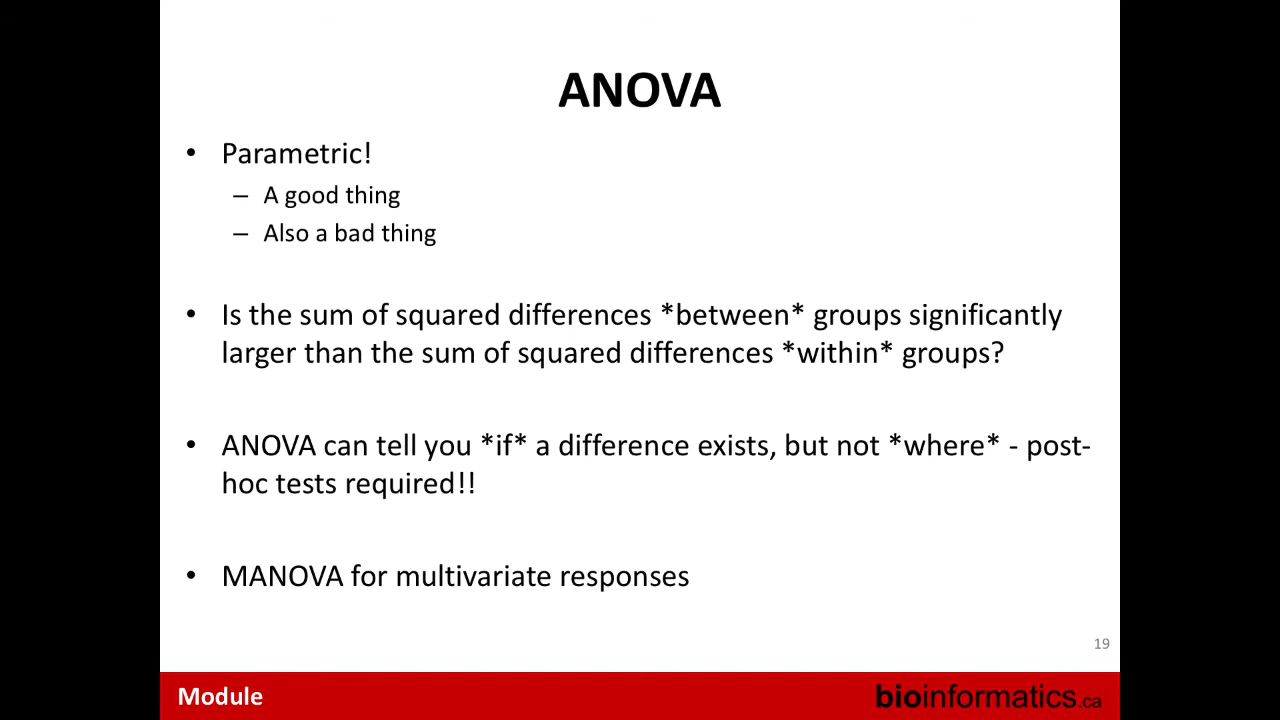 ANOVA
• Parametric!
– A good thing
– Also a bad thing
• Is the sum of squared differences *between* groups significantly
larger than the sum of squared differences *within* groups?
• ANOVA can tell you *if* a difference exists, but not *where* - post-
hoc tests required!!
• MANOVA for multivariate responses
19
Module
bioinformatics.ca